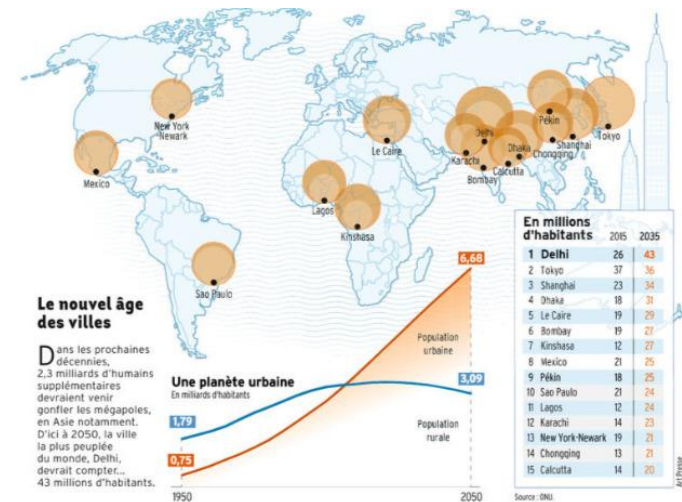 New York
Newark
Mexico
Sao Paulo
Lagos
Kinshasa
Le Caire
Karachi
Delhi
Bombay
Calcutta
Dhaka
Chongqing
Pékin
Shanghai
Tokyo
Le nouvel âge
des villes
Dans les prochaines
décennies,
2,3 milliards d'humains
supplémentaires
devraient venir
gonfler les mégapoles,
en Asie notamment.
D'ici à 2050, la ville
la plus peuplée
du monde, Delhi,
devrait compter...
43 millions d'habitants.
Une planète urbaine
En milliards d'habitants
1,79
0,75
6,68
3,09
Population
urbaine
Population
rurale
1950
2050
En millions
d'habitants 2015 2035
1 Delhi 26 43
2 Tokyo 37 36
3 Shanghai 23 34
4 Dhaka 18 31
5 Le Caire 19 29
6 Bombay 19 27
7 Kinshasa 12 27
8 Mexico 21 25
9 Pékin 18 25
10 Sao Paulo 21 24
11 Lagos 12 24
12 Karachi 14 23
13 New York-Newark 19 21
14 Chongqing 13 21
15 Calcutta 14 20
Source : ONU.
Art Presse